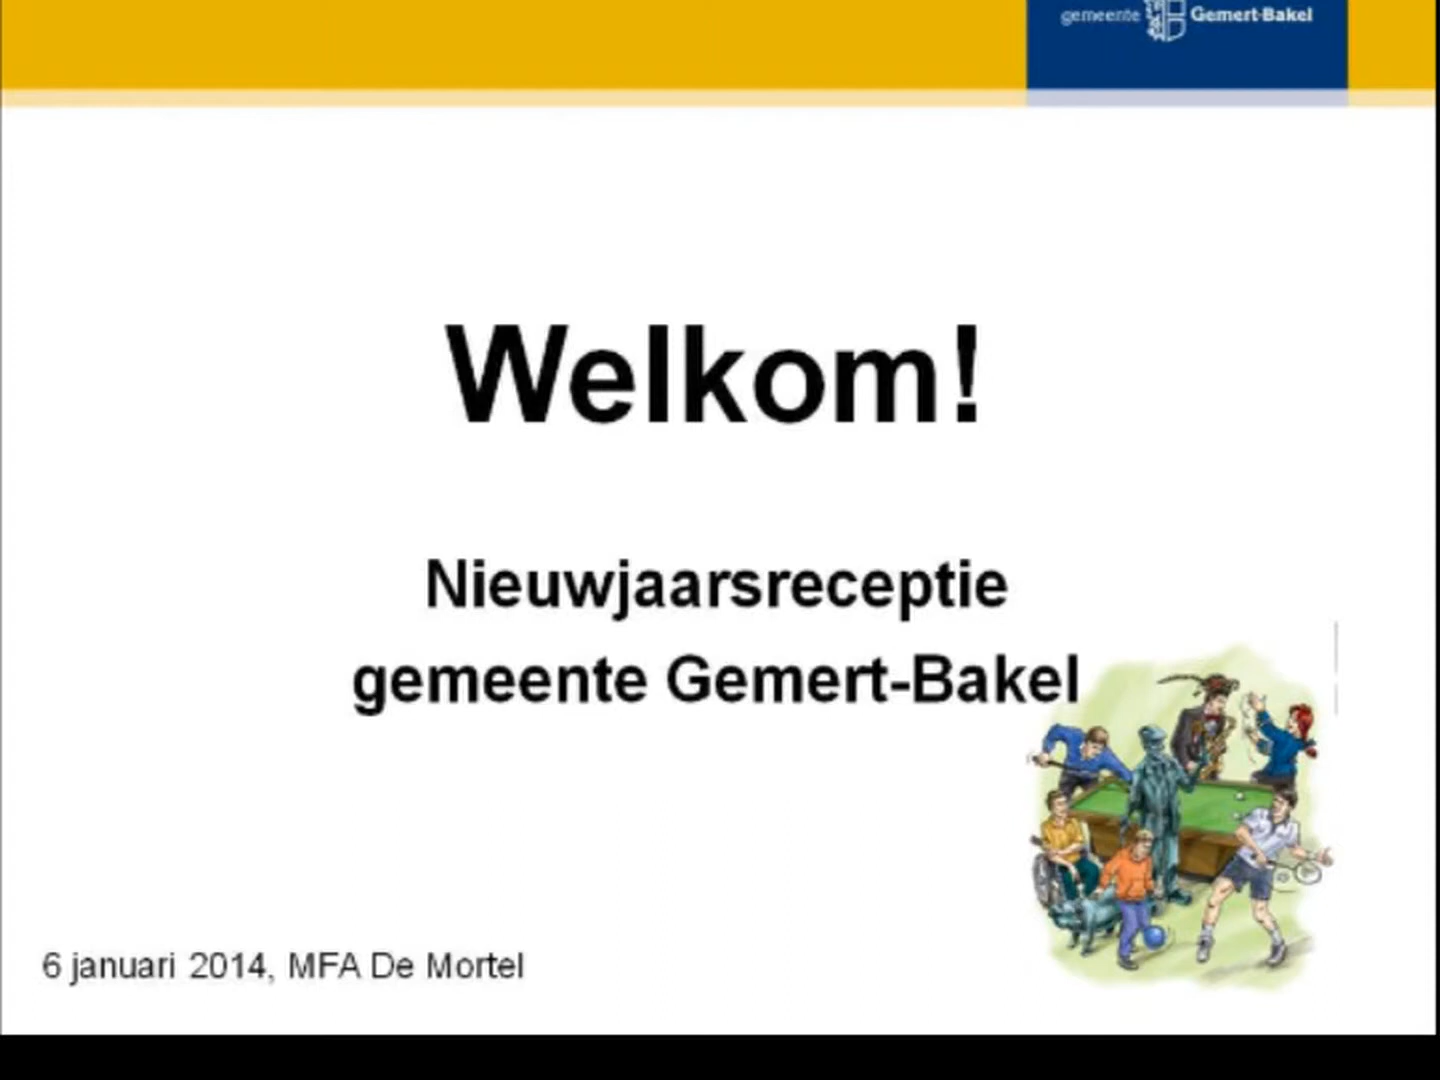 gemeente Gemert-Bakel
Welkom!
Nieuwjaarsreceptie
gemeente Gemert-Bakel
6 januari 2014, MFA De Mortel